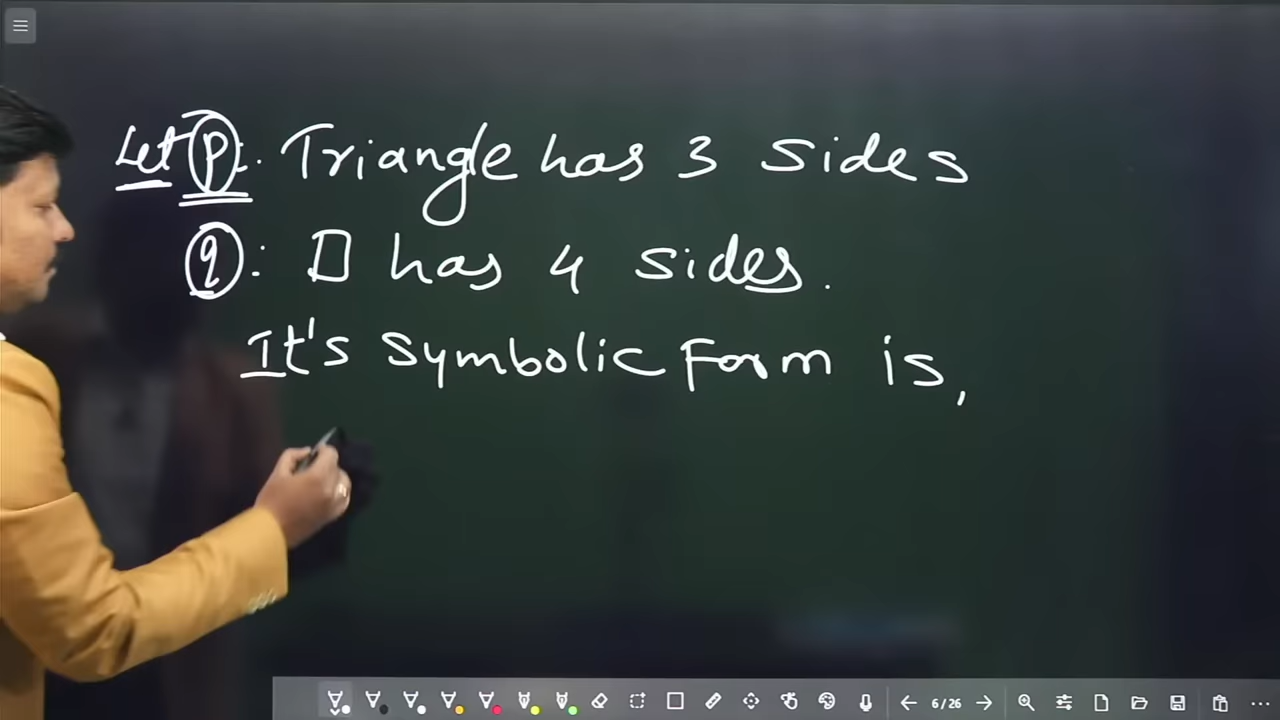 Let p: Triangle has 3 sides
q: □ has 4 sides.
It's Symbolic Form is,
6/26